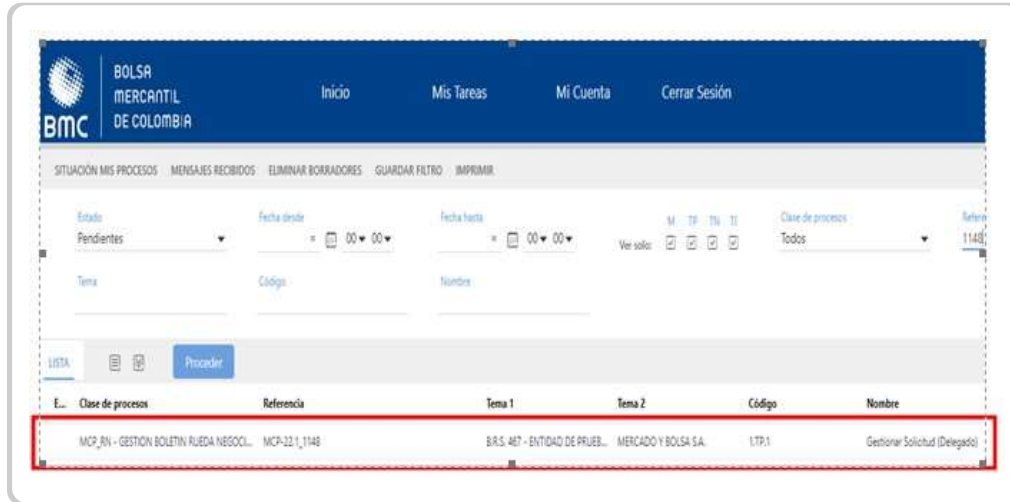 BOLSA
MERCANTIL
DE COLOMBIA
BMC
Inicio Mis Tareas Mi Cuenta Cerrar Sesión
SITUACIÓN MIS PROCESOS MENSAJES RECIBIDOS ELIMINAR BORRADORES GUARDAR FILTRO IMPRIMIR
Estado Fecha desde Fecha hasta M TP TN TI Clase de procesos Refere
Pendientes 00 00 00 00 Ver solo: Todos 1148
Tema Código Nombre
LISTA Proceder
E... Clase de procesos Referencia Tema 1 Tema 2 Código Nombre
MCP_RN - GESTION BOLETIN RUEDA NEGOCI... MCP-22.1_1148 B.R.S. 467 - ENTIDAD DE PRUEB... MERCADO Y BOLSA S.A. 1.TP.1 Gestionar Solicitud (Delegado)